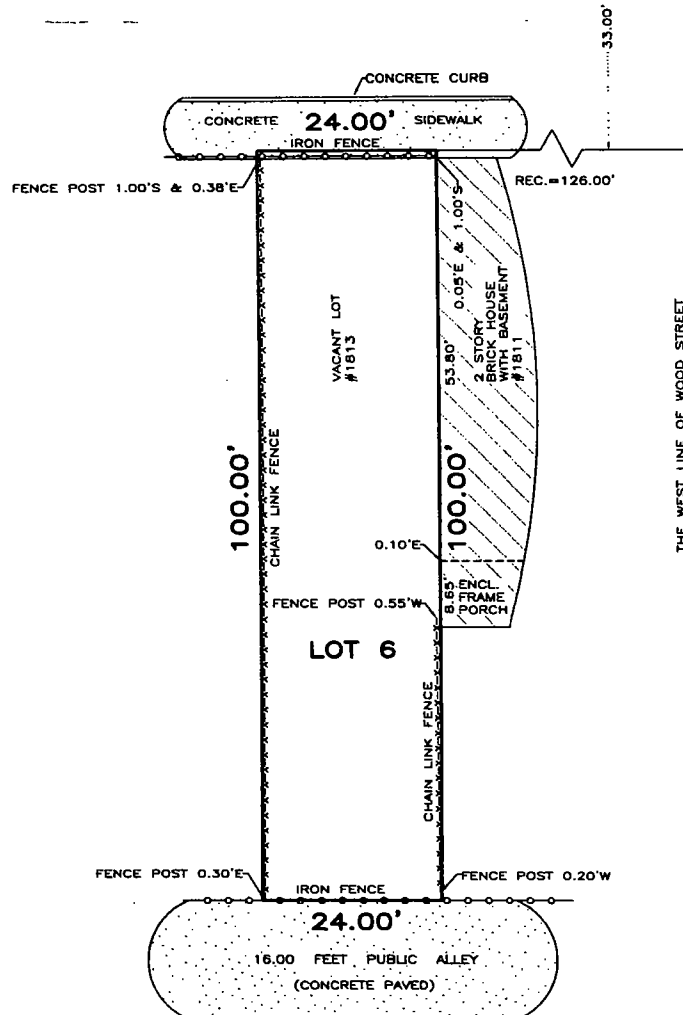 33.00'
CONCRETE CURB
CONCRETE 24.00' SIDEWALK
IRON FENCE
FENCE POST 1.00'S & 0.38'E
REC.=126.00'
0.05'E & 1.00'S
VACANT LOT
#1813
2 STORY
BRICK HOUSE
WITH BASEMENT
#1811
53.80'
THE WEST LINE OF WOOD STREET
100.00'
CHAIN LINK FENCE
100.00'
0.10'E
8.65'
ENCL.
FRAME
PORCH
FENCE POST 0.55'W
LOT 6
CHAIN LINK FENCE
FENCE POST 0.30'E
IRON FENCE
FENCE POST 0.20'W
24.00'
16.00 FEET PUBLIC ALLEY
(CONCRETE PAVED)